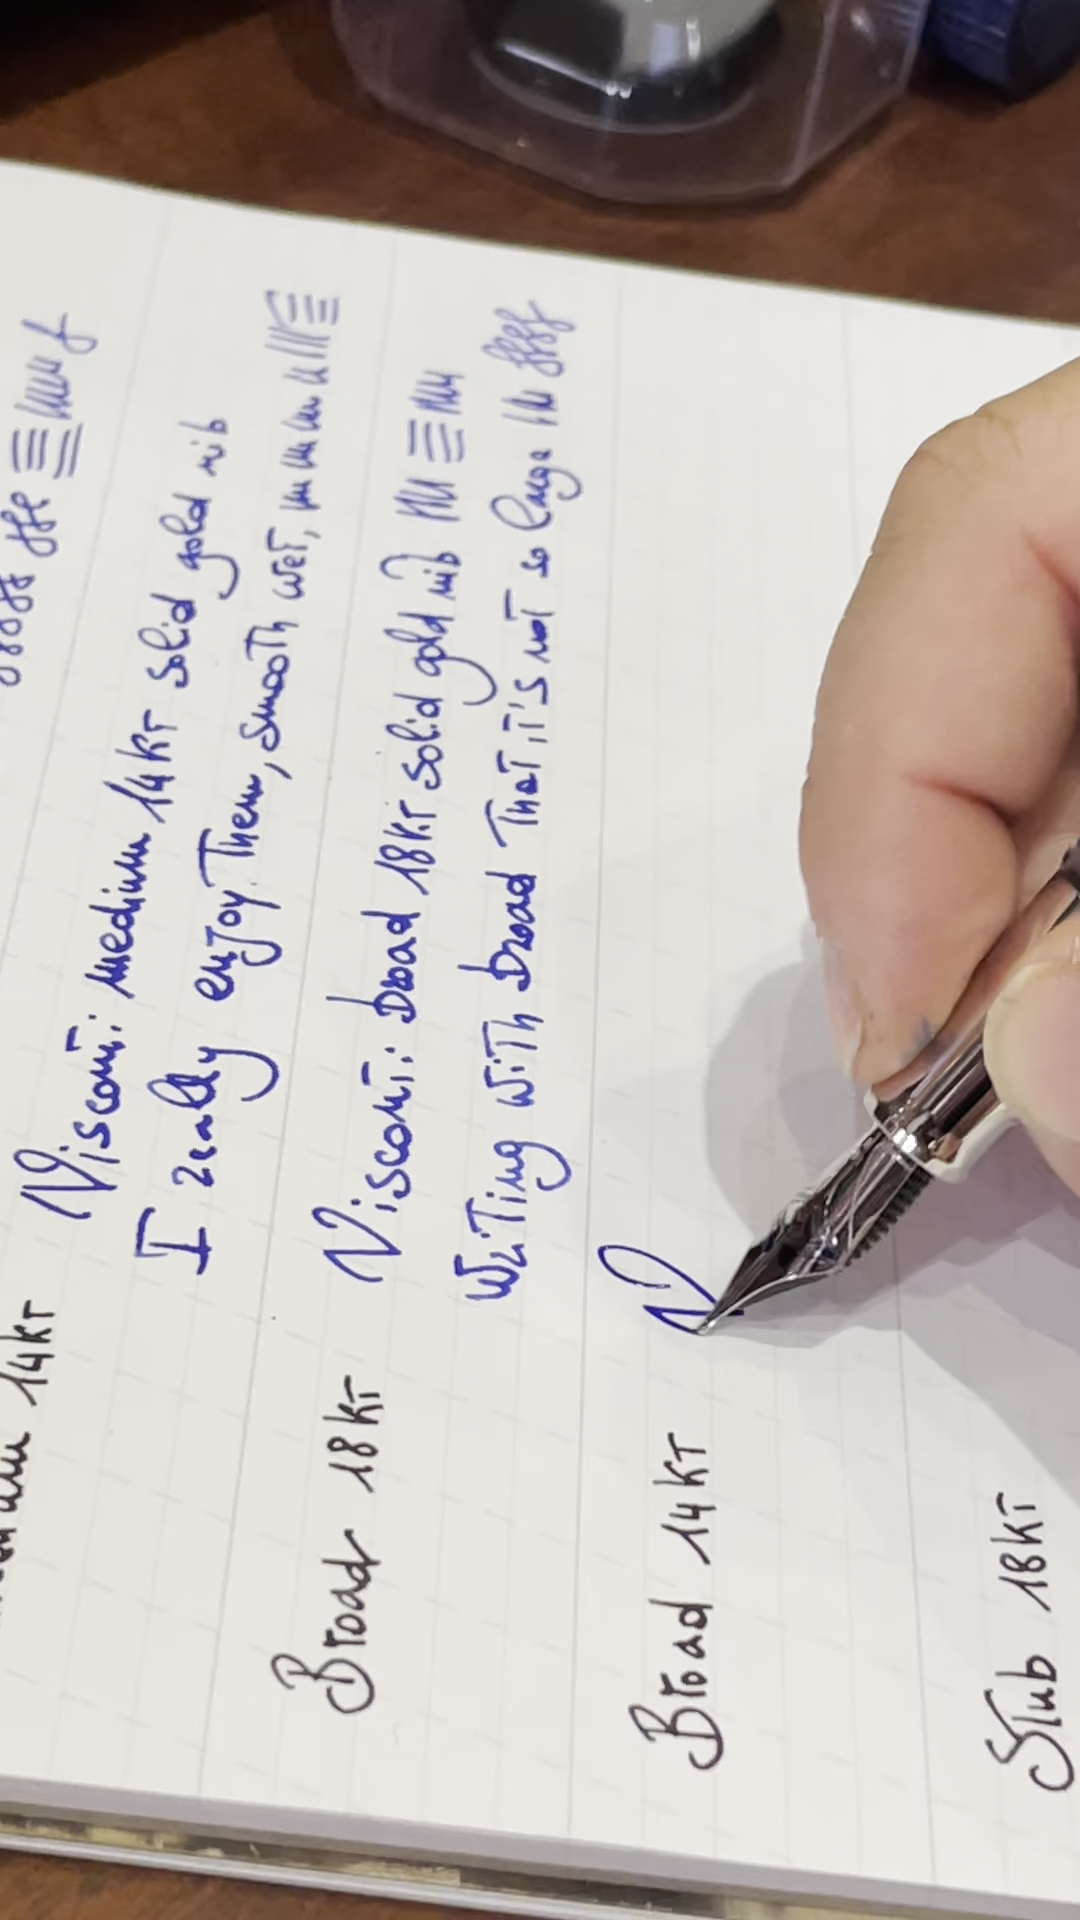 14KT
Visconti: medium 14KT solid gold nib
I really enjoy Them, smooth wet,
Broad 18KT
Visconti: broad 18KT solid gold nib
Writing with broad That it's not so large
Broad 14KT
V
Stub 18KT